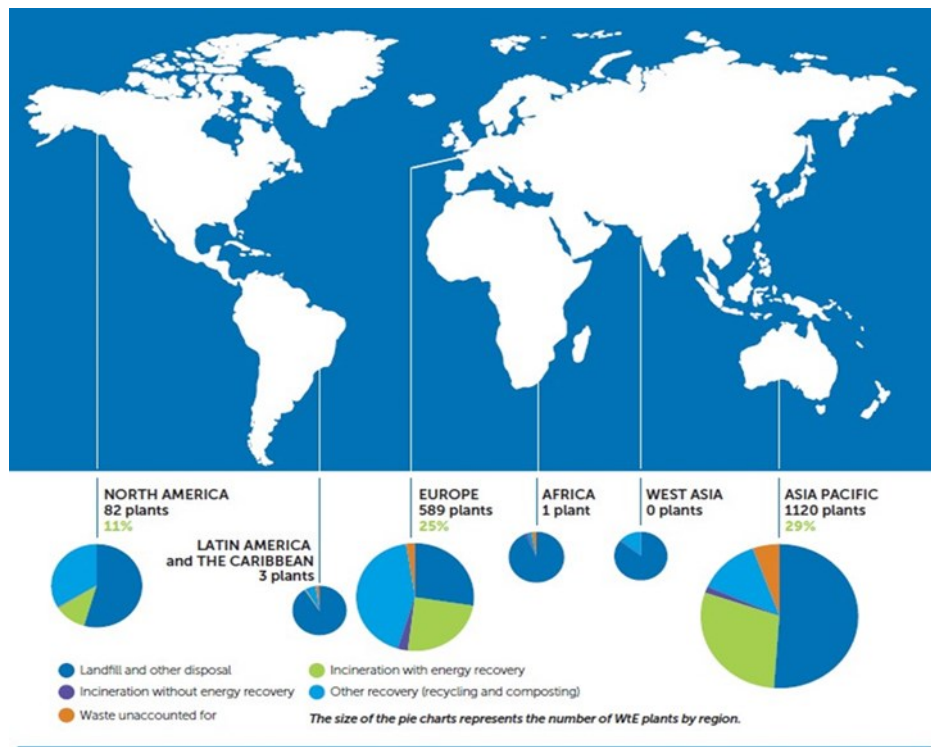 NORTH AMERICA
82 plants
11%
LATIN AMERICA
and THE CARIBBEAN
3 plants
EUROPE
589 plants
25%
AFRICA
1 plant
WEST ASIA
0 plants
ASIA PACIFIC
1120 plants
29%
Landfill and other disposal
Incineration without energy recovery
Waste unaccounted for
Incineration with energy recovery
Other recovery (recycling and composting)
The size of the pie charts represents the number of WtE plants by region.